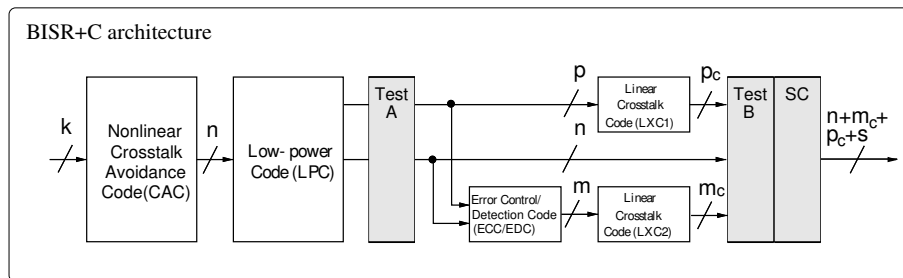 BISR+C architecture
k
Nonlinear
Crosstalk
Avoidance
Code(CAC)
n
Low- power
Code (LPC)
Test
A
p
Linear
Crosstalk
Code (LXC1)
pc
n
Error Control/
Detection Code
(ECC/EDC)
m
Linear
Crosstalk
Code (LXC2)
mc
Test
B
SC
n+mc+
pc+s